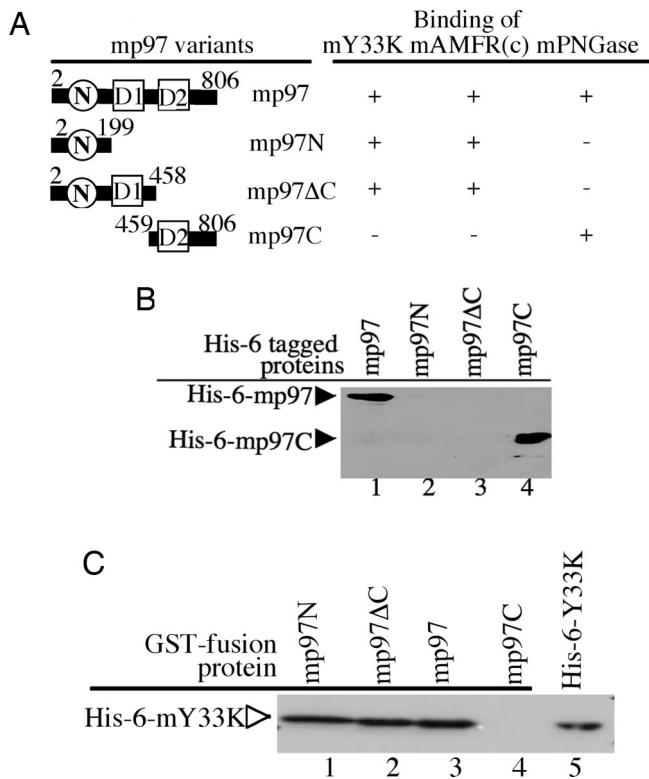 A
Binding of
mp97 variants mY33K mAMFR(c) mPNGase
2 N D1 D2 806 mp97 + + +
2 N 199 mp97N + + -
2 N D1 458 mp97ΔC + + -
459 D2 806 mp97C - - +
B
His-6 tagged proteins
mp97 mp97N mp97ΔC mp97C
His-6-mp97
His-6-mp97C
1 2 3 4
C
GST-fusion protein
mp97N mp97ΔC mp97 mp97C His-6-Y33K
His-6-mY33K
1 2 3 4 5